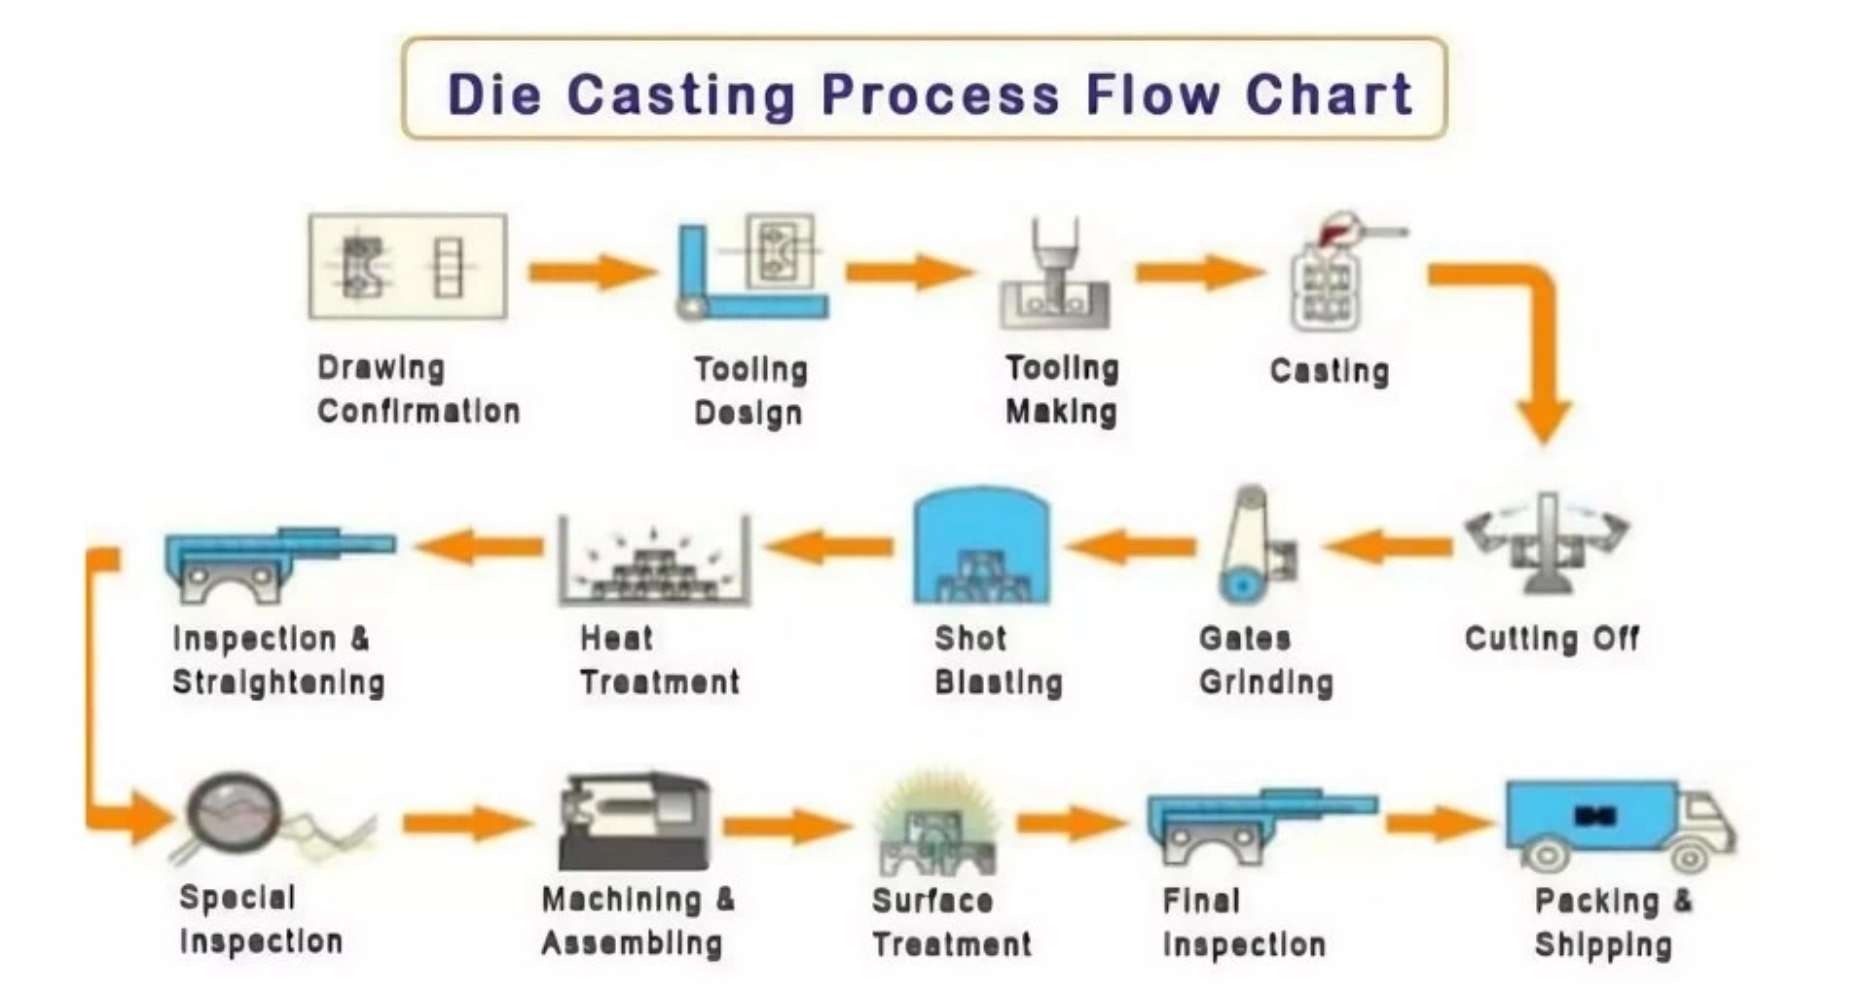 Die Casting Process Flow Chart
Drawing
Confirmation
Tooling
Design
Tooling
Making
Casting
Inspection &
Straightening
Heat
Treatment
Shot
Blasting
Gates
Grinding
Cutting Off
Special
Inspection
Machining &
Assembling
Surface
Treatment
Final
Inspection
Packing &
Shipping